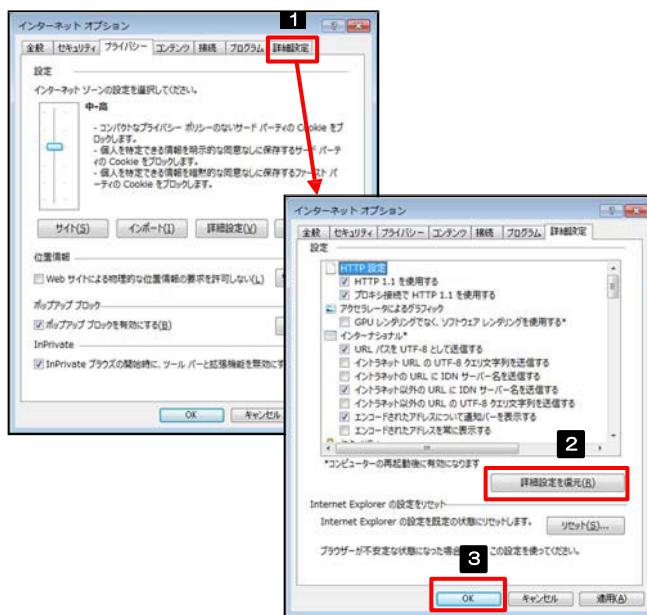 インターネット オプション
1
全般 セキュリティ プライバシー コンテンツ 接続 プログラム 詳細設定
設定
インターネット ゾーンの設定を選択してください。
中-高
- コンパクトなプライバシー ポリシーのないサード パーティの Cookie をブ
ロックします。
- 個人を特定できる情報を明示的な同意なしに保存するサード パーテ
ィの Cookie をブロックします。
- 個人を特定できる情報を暗黙的な同意なしに保存するファースト パ
ーティの Cookie をブロックします。
サイト(S) インポート(I) 詳細設定(V)
位置情報
Web サイトによる物理的な位置情報の要求を許可しない(L)
ポップアップ ブロック
ポップアップ ブロックを有効にする(B)
InPrivate
InPrivate ブラウズの開始時に、ツール バーと拡張機能を無効にす
OK キャンセル
インターネット オプション
全般 セキュリティ プライバシー コンテンツ 接続 プログラム 詳細設定
設定
HTTP 設定
HTTP 1.1 を使用する
プロキシ接続で HTTP 1.1 を使用する
アクセラレータによるグラフィック
GPU レンダリングでなく、ソフトウェア レンダリングを使用する*
インターナショナル*
URL パスを UTF-8 として送信する
イントラネット URL の UTF-8 クエリ文字列を送信する
イントラネットの URL に IDN サーバー名を送信する
イントラネット以外の URL に IDN サーバー名を送信する
イントラネット以外の URL の UTF-8 クエリ文字列を送信する
エンコードされたアドレスについて通知バーを表示する
エンコードされたアドレスを常に表示する
*コンピューターの再起動後に有効になります
2
詳細設定を復元(R)
Internet Explorer の設定をリセット
Internet Explorer の設定を既定の状態にリセットします。
リセット(S)...
ブラウザーが不安定な状態になった場合 この設定を使ってください。
3
OK キャンセル 適用(A)